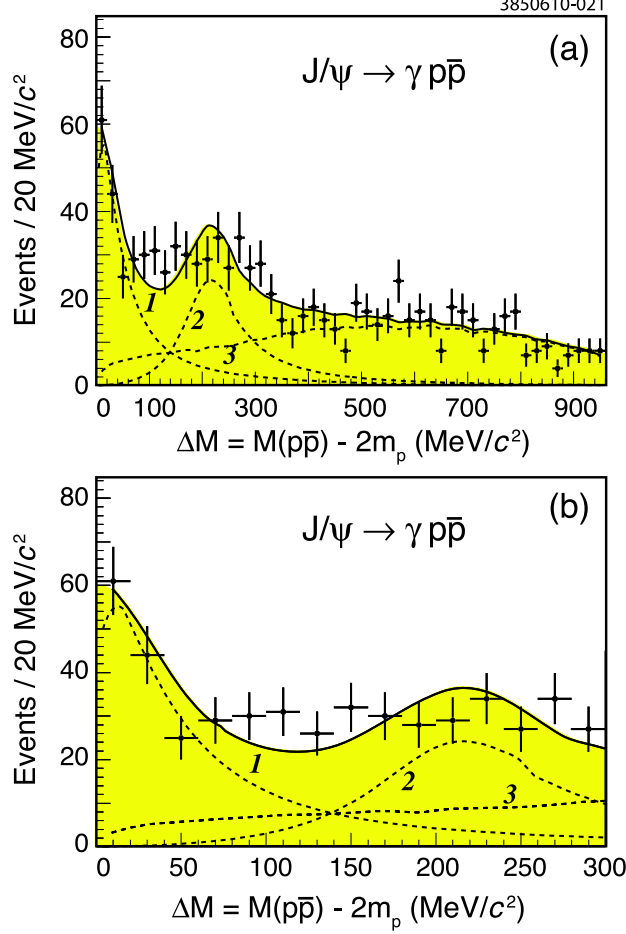 3850610-021
(a)
J/ψ → γ pp̄
Events / 20 MeV/c²
80
60
40
20
0
1
2
3
0 100 300 500 700 900
ΔM = M(pp̄) - 2mₚ (MeV/c²)
(b)
J/ψ → γ pp̄
Events / 20 MeV/c²
80
60
40
20
0
1
2
3
0 50 100 150 200 250 300
ΔM = M(pp̄) - 2mₚ (MeV/c²)